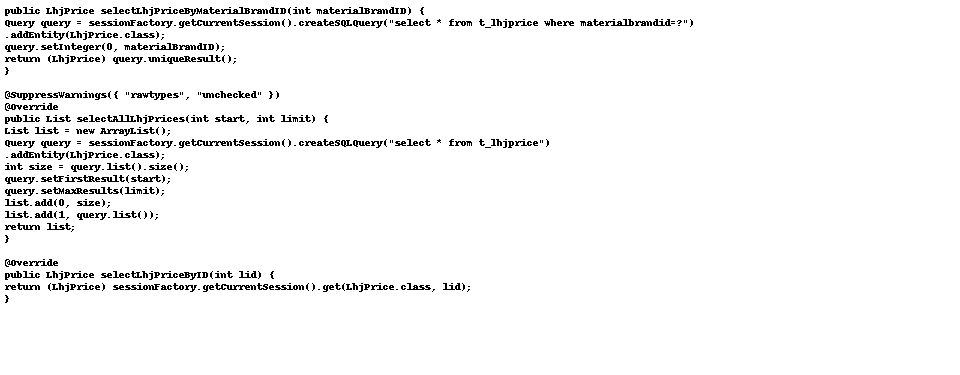 public LhjPrice selectLhjPriceByMaterialBrandID(int materialBrandID) {
Query query = sessionFactory.getCurrentSession().createSQLQuery("select * from t_lhjprice where materialbrandid=?")
.addEntity(LhjPrice.class);
query.setInteger(0, materialBrandID);
return (LhjPrice) query.uniqueResult();
}

@SuppressWarnings({ "rawtypes", "unchecked" })
@Override
public List selectAllLhjPrices(int start, int limit) {
List list = new ArrayList();
Query query = sessionFactory.getCurrentSession().createSQLQuery("select * from t_lhjprice")
.addEntity(LhjPrice.class);
int size = query.list().size();
query.setFirstResult(start);
query.setMaxResults(limit);
list.add(0, size);
list.add(1, query.list());
return list;
}

@Override
public LhjPrice selectLhjPriceByID(int lid) {
return (LhjPrice) sessionFactory.getCurrentSession().get(LhjPrice.class, lid);
}